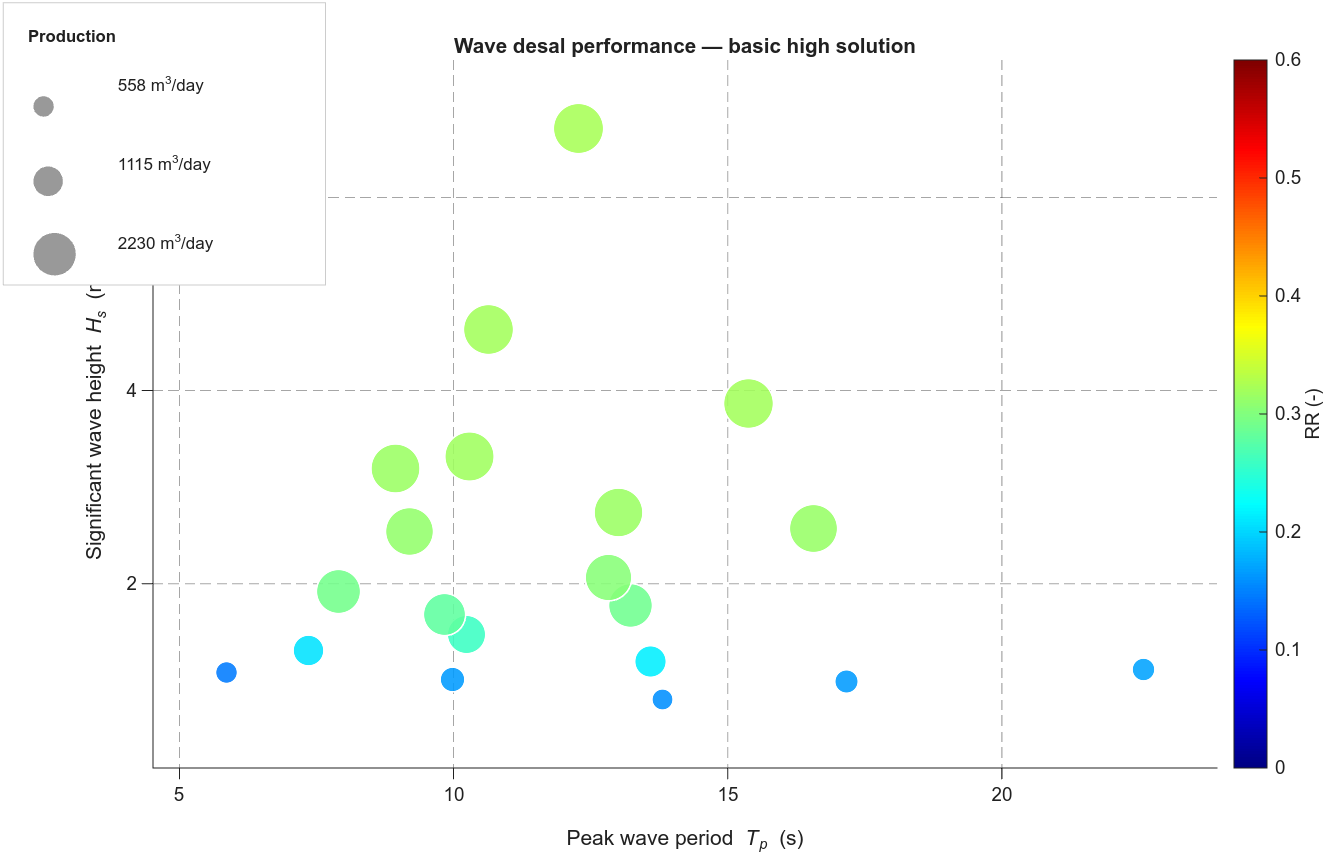 Production
558 m³/day
1115 m³/day
2230 m³/day
Wave desal performance — basic high solution
Significant wave height H_s
4
2
5
10
15
20
Peak wave period T_p (s)
0.6
0.5
0.4
0.3
0.2
0.1
0
RR (-)